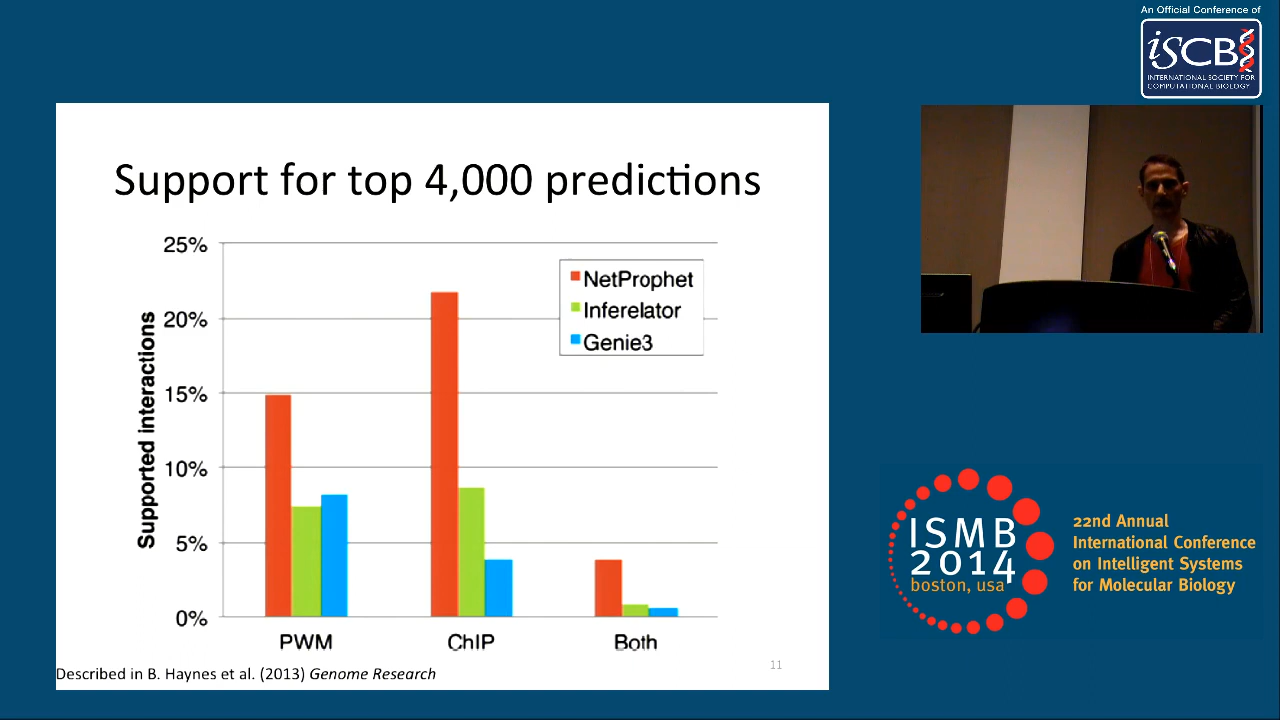 An Official Conference of
iSCB
INTERNATIONAL SOCIETY FOR
COMPUTATIONAL BIOLOGY
Support for top 4,000 predictions
25%
20%
15%
10%
5%
0%
Supported interactions
NetProphet
Inferelator
Genie3
PWM
ChIP
Both
Described in B. Haynes et al. (2013) Genome Research
11
ISMB
2014
boston, usa
22nd Annual
International Conference
on Intelligent Systems
for Molecular Biology